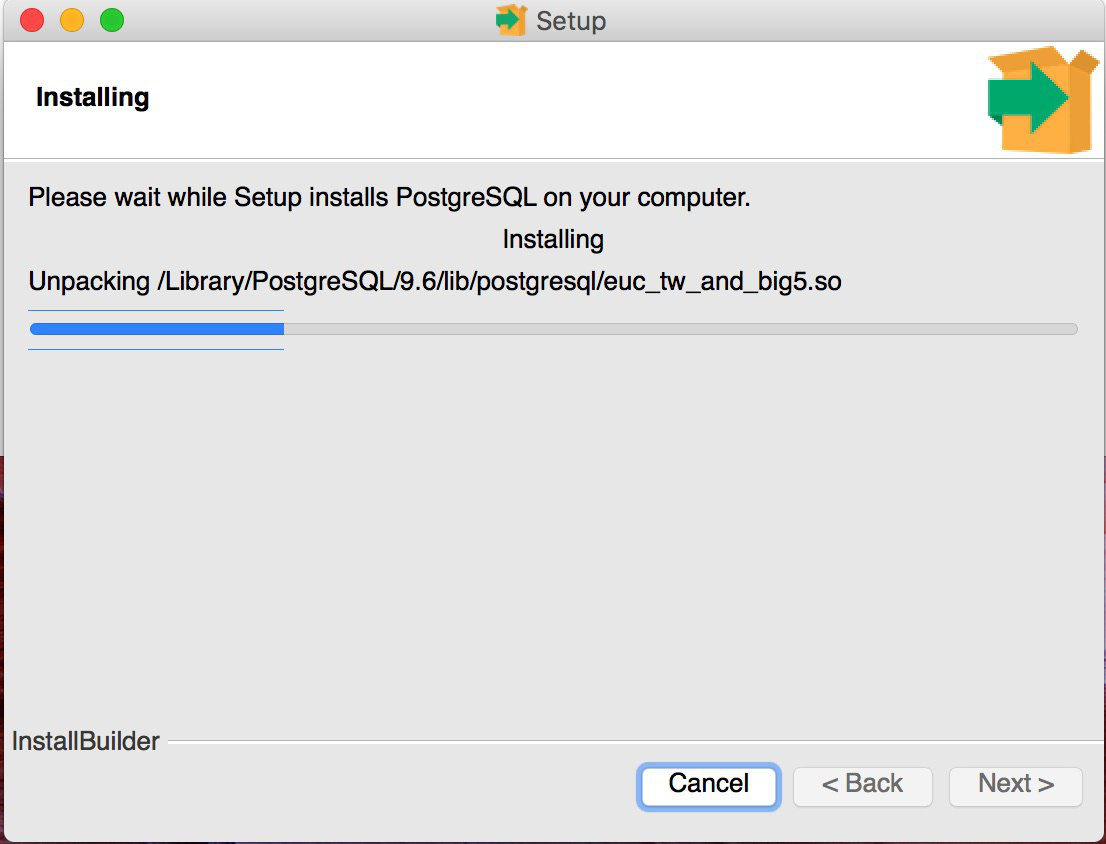 Setup
Installing
Please wait while Setup installs PostgreSQL on your computer.
Installing
Unpacking /Library/PostgreSQL/9.6/lib/postgresql/euc_tw_and_big5.so
InstallBuilder
Cancel
< Back
Next >